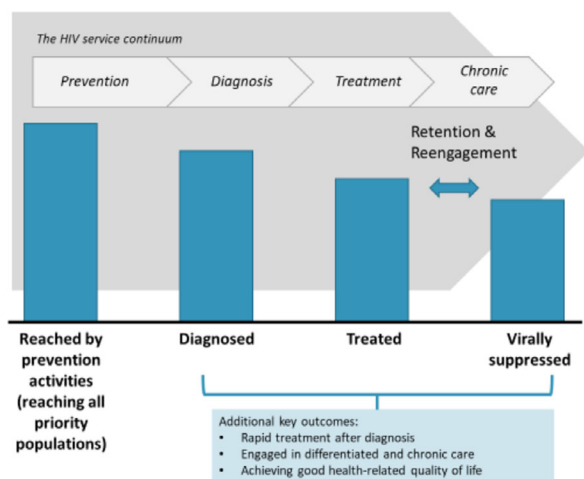 The HIV service continuum
Prevention
Diagnosis
Treatment
Chronic
care
Retention &
Reengagement
Reached by
prevention
activities
(reaching all
priority
populations)
Diagnosed
Treated
Virally
suppressed
Additional key outcomes:
• Rapid treatment after diagnosis
• Engaged in differentiated and chronic care
• Achieving good health-related quality of life